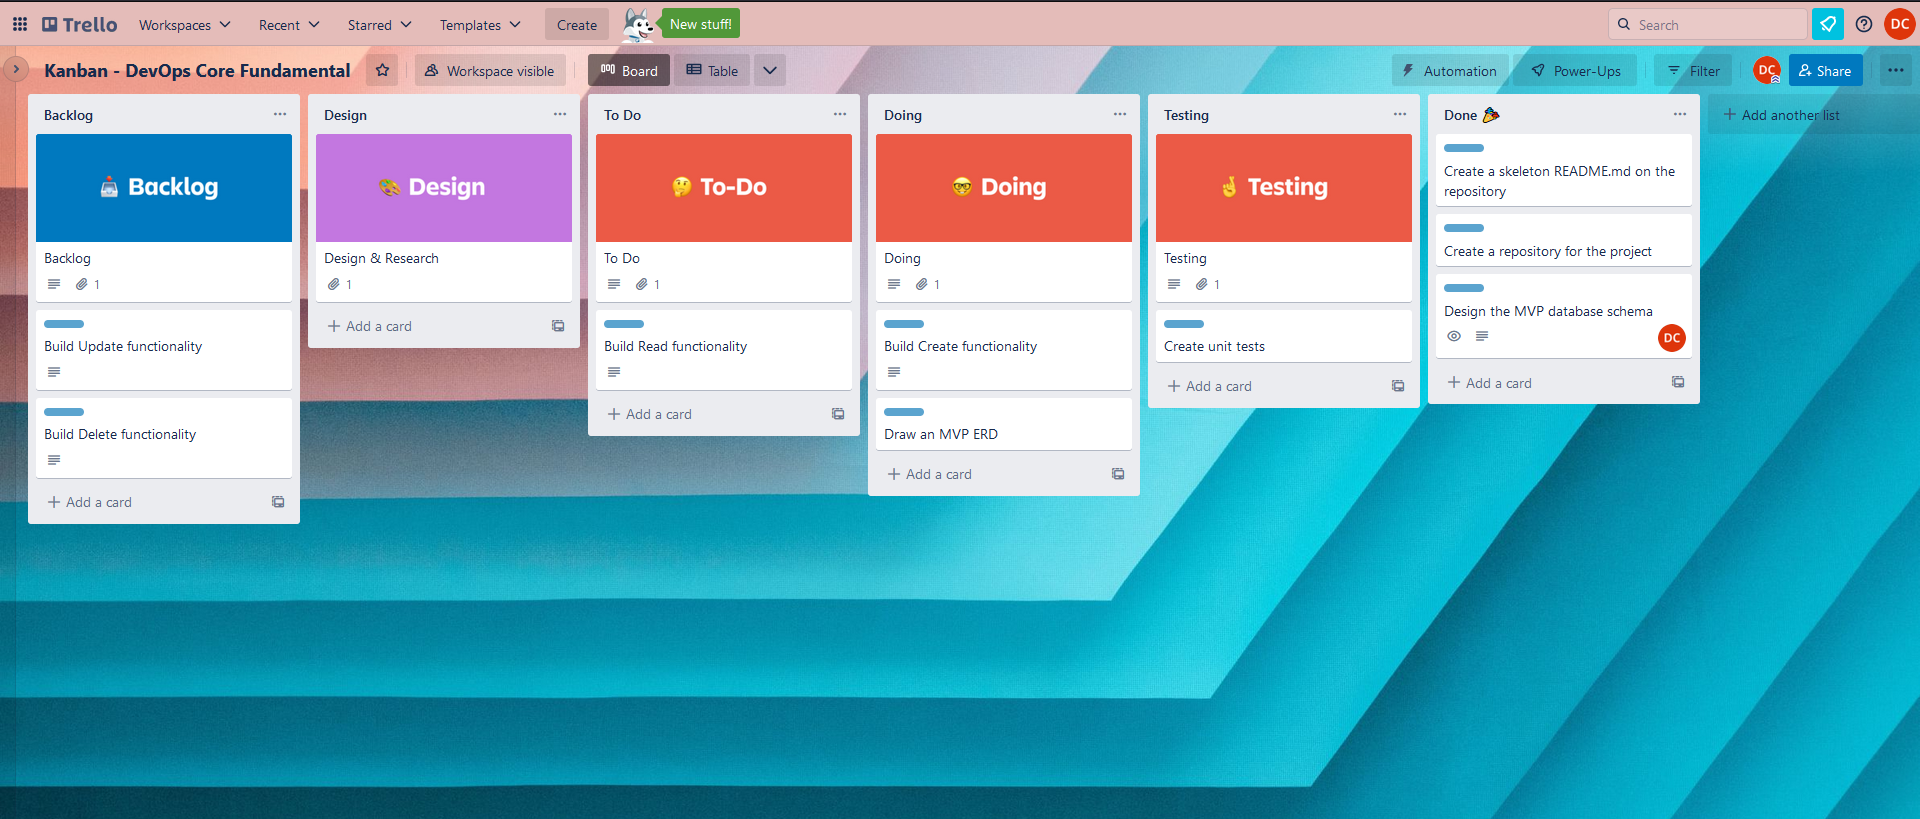 Trello
Workspaces
Recent
Starred
Templates
Create
New stuff!
Search
DC
Kanban - DevOps Core Fundamental
Workspace visible
Board
Table
Automation
Power-Ups
Filter
DC
Share
Backlog
Backlog
Backlog
1
Build Update functionality
Build Delete functionality
+ Add a card
Design
Design
Design & Research
1
+ Add a card
To Do
To-Do
To Do
1
Build Read functionality
+ Add a card
Doing
Doing
Doing
1
Build Create functionality
Draw an MVP ERD
+ Add a card
Testing
Testing
Testing
1
Create unit tests
+ Add a card
Done
Create a skeleton README.md on the
repository
Create a repository for the project
Design the MVP database schema
DC
+ Add a card
+ Add another list